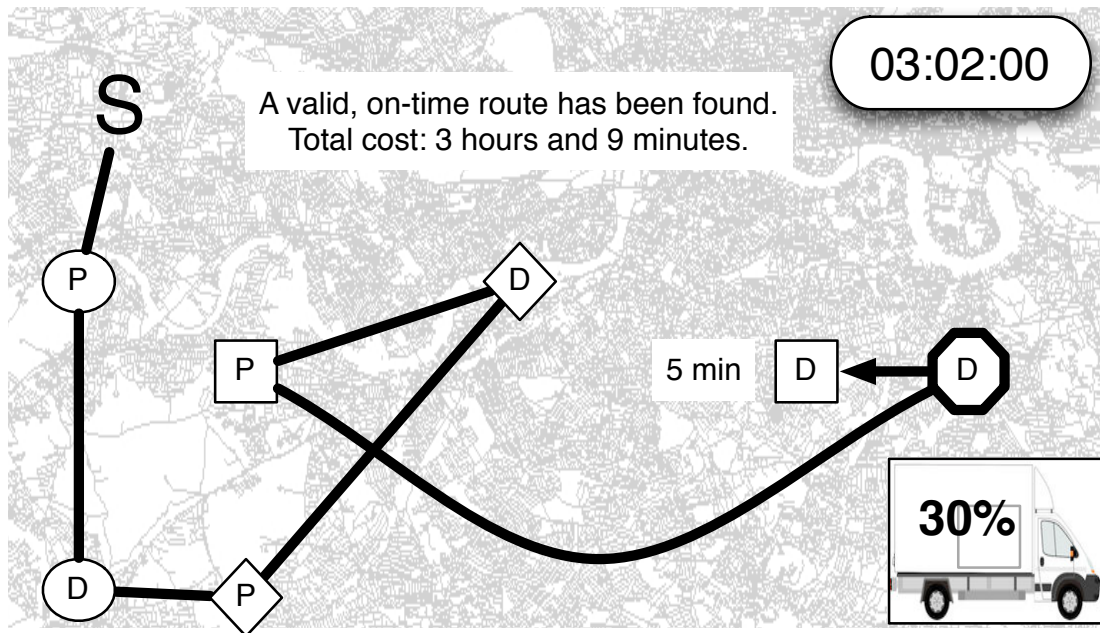 03:02:00
S
A valid, on-time route has been found.
Total cost: 3 hours and 9 minutes.
P
D
P
5 min
D
D
30%
D
P